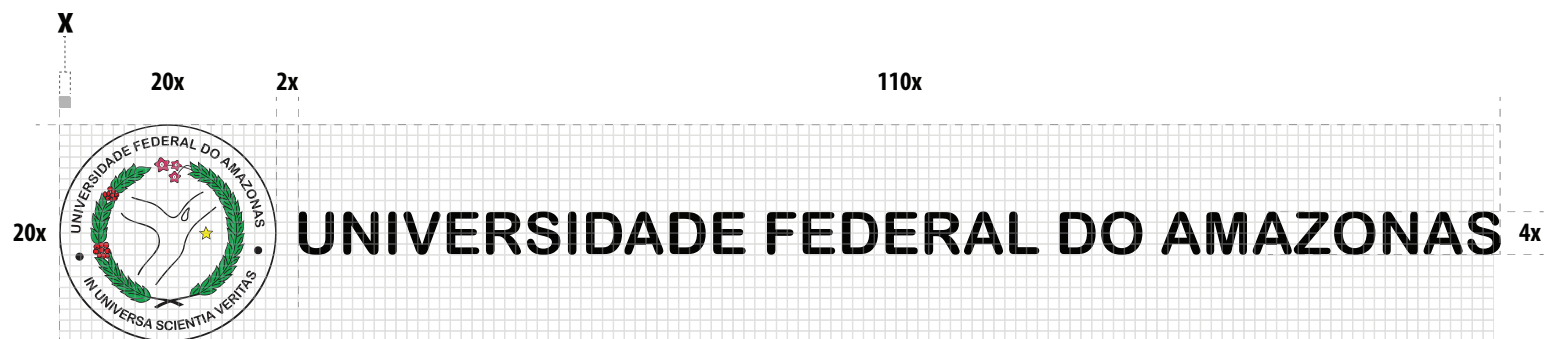 X
20x 2x 110x
UNIVERSIDADE FEDERAL DO AMAZONAS
20x
UNIVERSIDADE FEDERAL DO AMAZONAS
4x
IN UNIVERSA SCIENTIA VERITAS